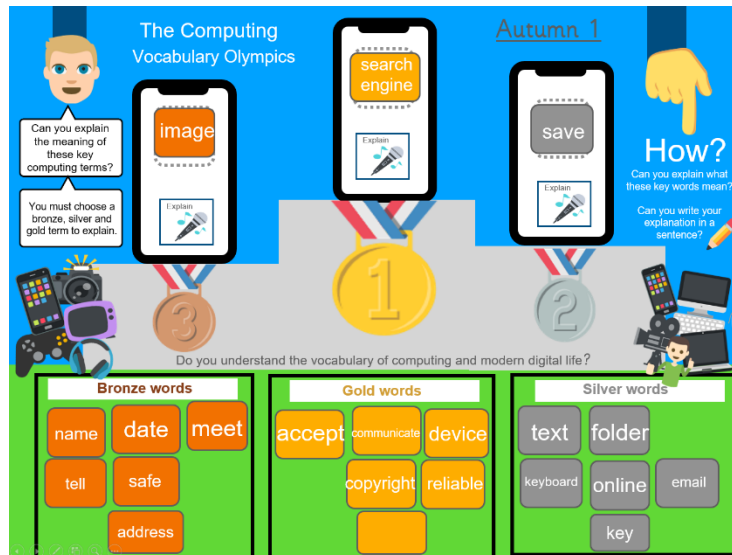 The Computing
Vocabulary Olympics
Autumn 1
Can you explain
the meaning of
these key
computing terms?
You must choose a
bronze, silver and
gold term to explain.
image
Explain
search
engine
Explain
save
Explain
How?
Can you explain what
these key words mean?
Can you write your
explanation in a
sentence?
3
1
2
Do you understand the vocabulary of computing and modern digital life?
Bronze words
name
date
meet
tell
safe
address
Gold words
accept
communicate
device
copyright
reliable
Silver words
text
folder
keyboard
online
email
key